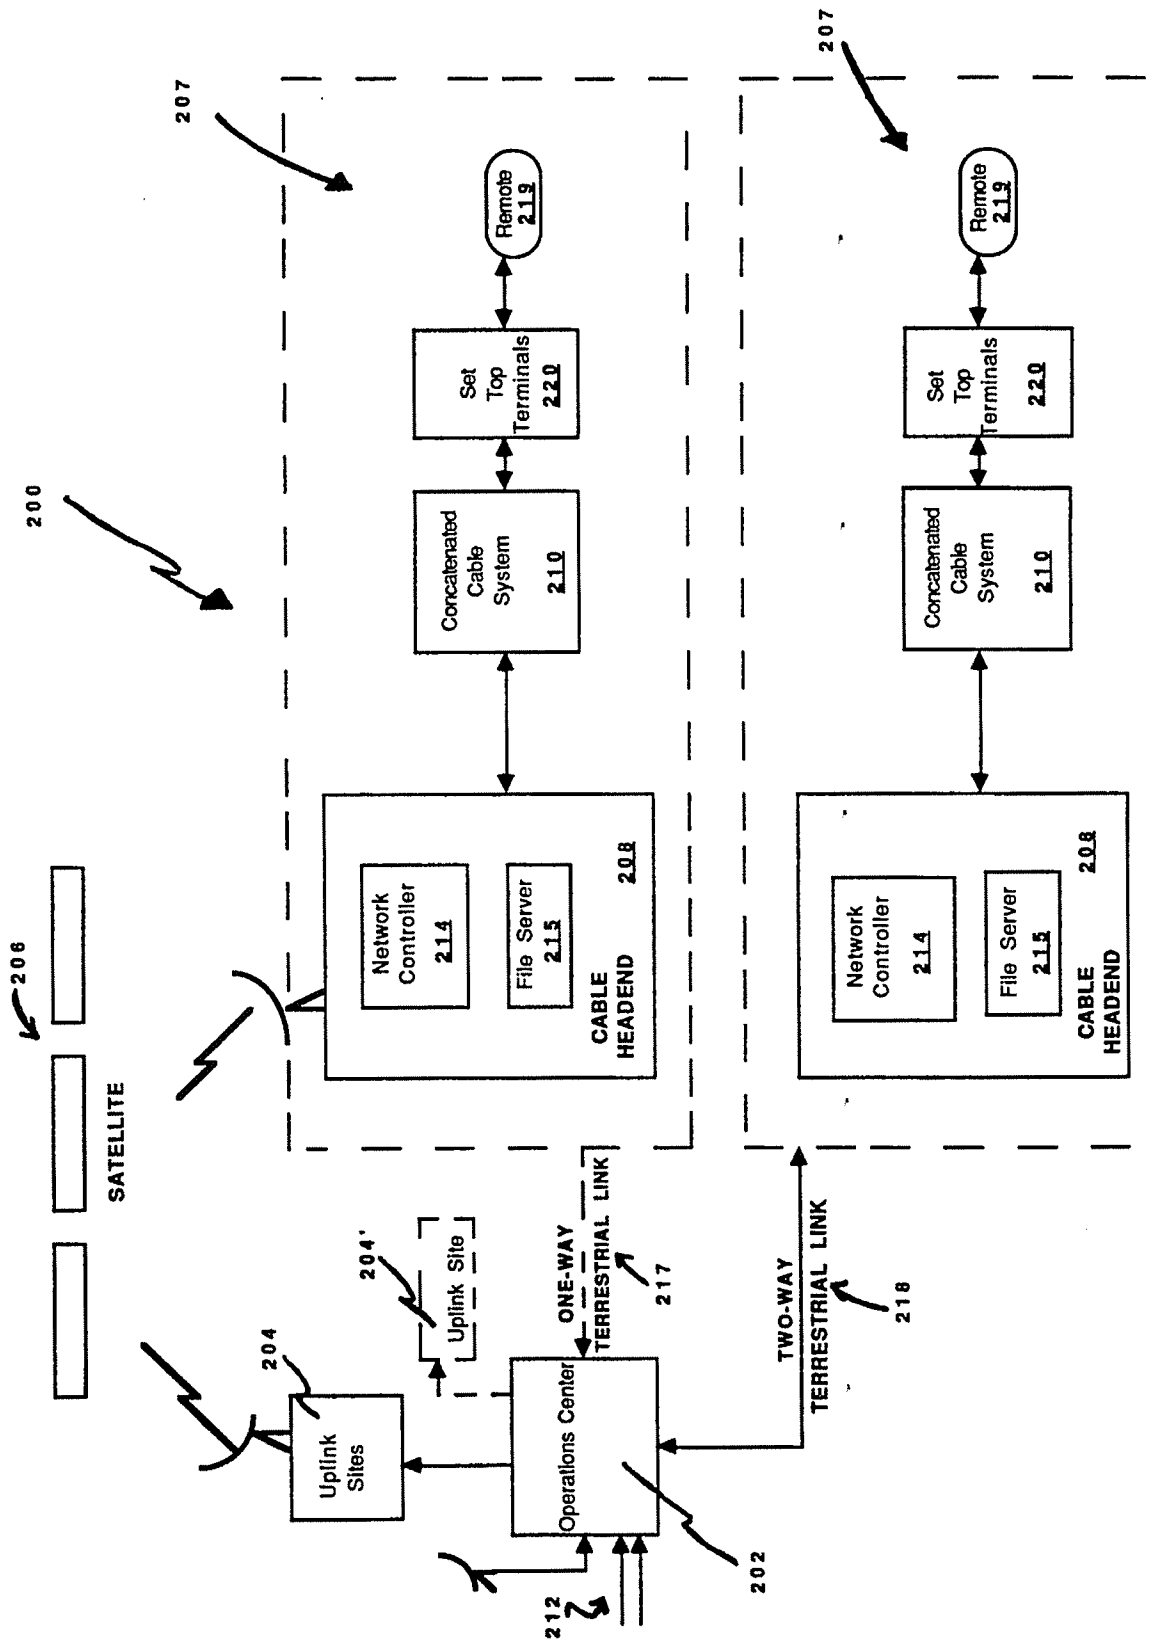 200
206
SATELLITE
207
204
Uplink
Sites
204'
Uplink Site
Network
Controller
214
File Server
215
CABLE
HEADEND
208
Concatenated
Cable
System
210
Set
Top
Terminals
220
Remote
219
Operations Center
202
212
ONE-WAY
TERRESTRIAL LINK
217
TWO-WAY
TERRESTRIAL LINK
218
207
Network
Controller
214
File Server
215
CABLE
HEADEND
208
Concatenated
Cable
System
210
Set
Top
Terminals
220
Remote
219